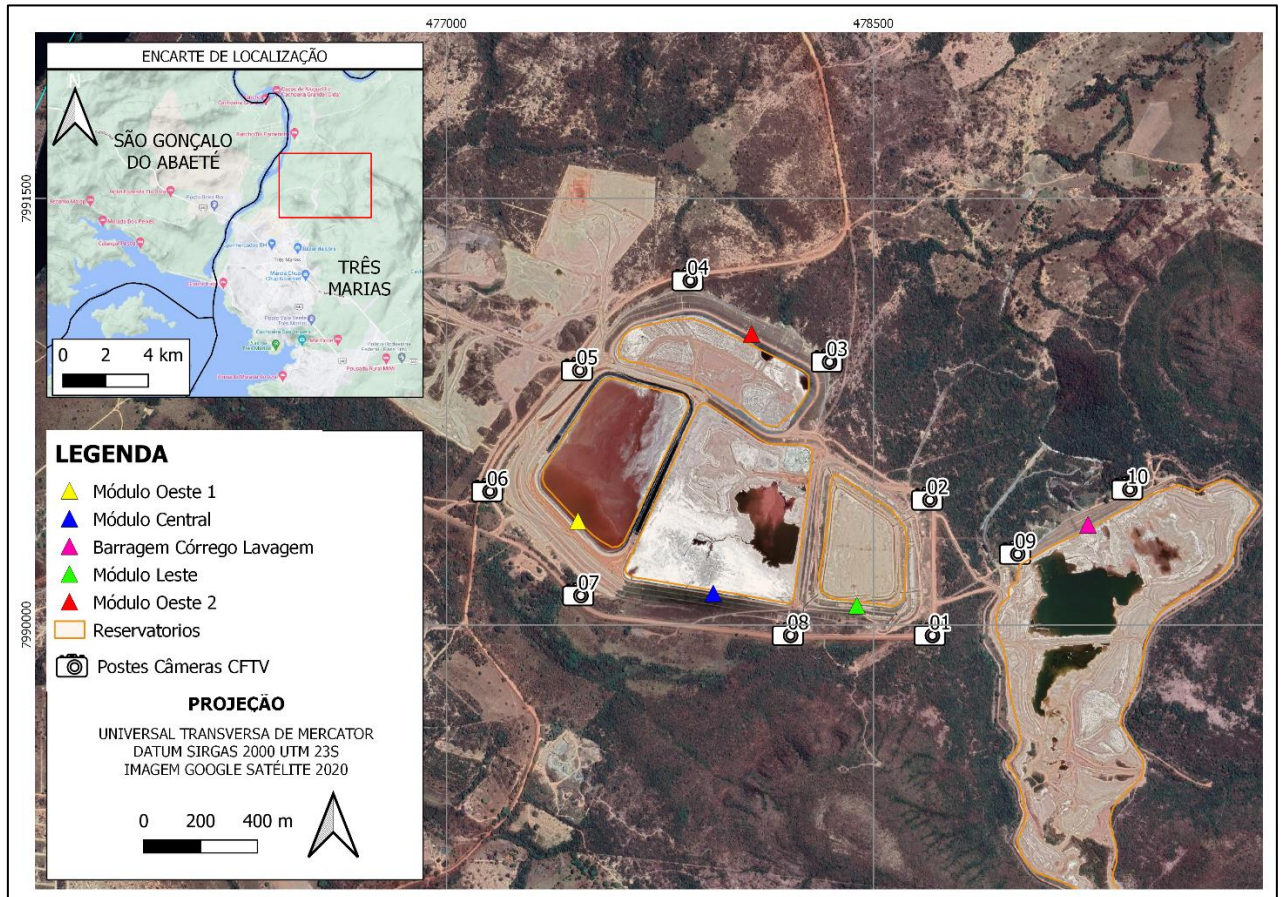 477000
478500
7991500
7990000
ENCARTE DE LOCALIZAÇÃO
N
SÃO GONÇALO
DO ABAETÉ
TRÊS
MARIAS
Três Marias
0 2 4 km
LEGENDA
Módulo Oeste 1
Módulo Central
Barragem Córrego Lavagem
Módulo Leste
Módulo Oeste 2
Reservatorios
Postes Câmeras CFTV
PROJEÇÃO
UNIVERSAL TRANSVERSA DE MERCATOR
DATUM SIRGAS 2000 UTM 23S
IMAGEM GOOGLE SATÉLITE 2020
0 200 400 m
04
03
05
06
02
10
09
07
08
01